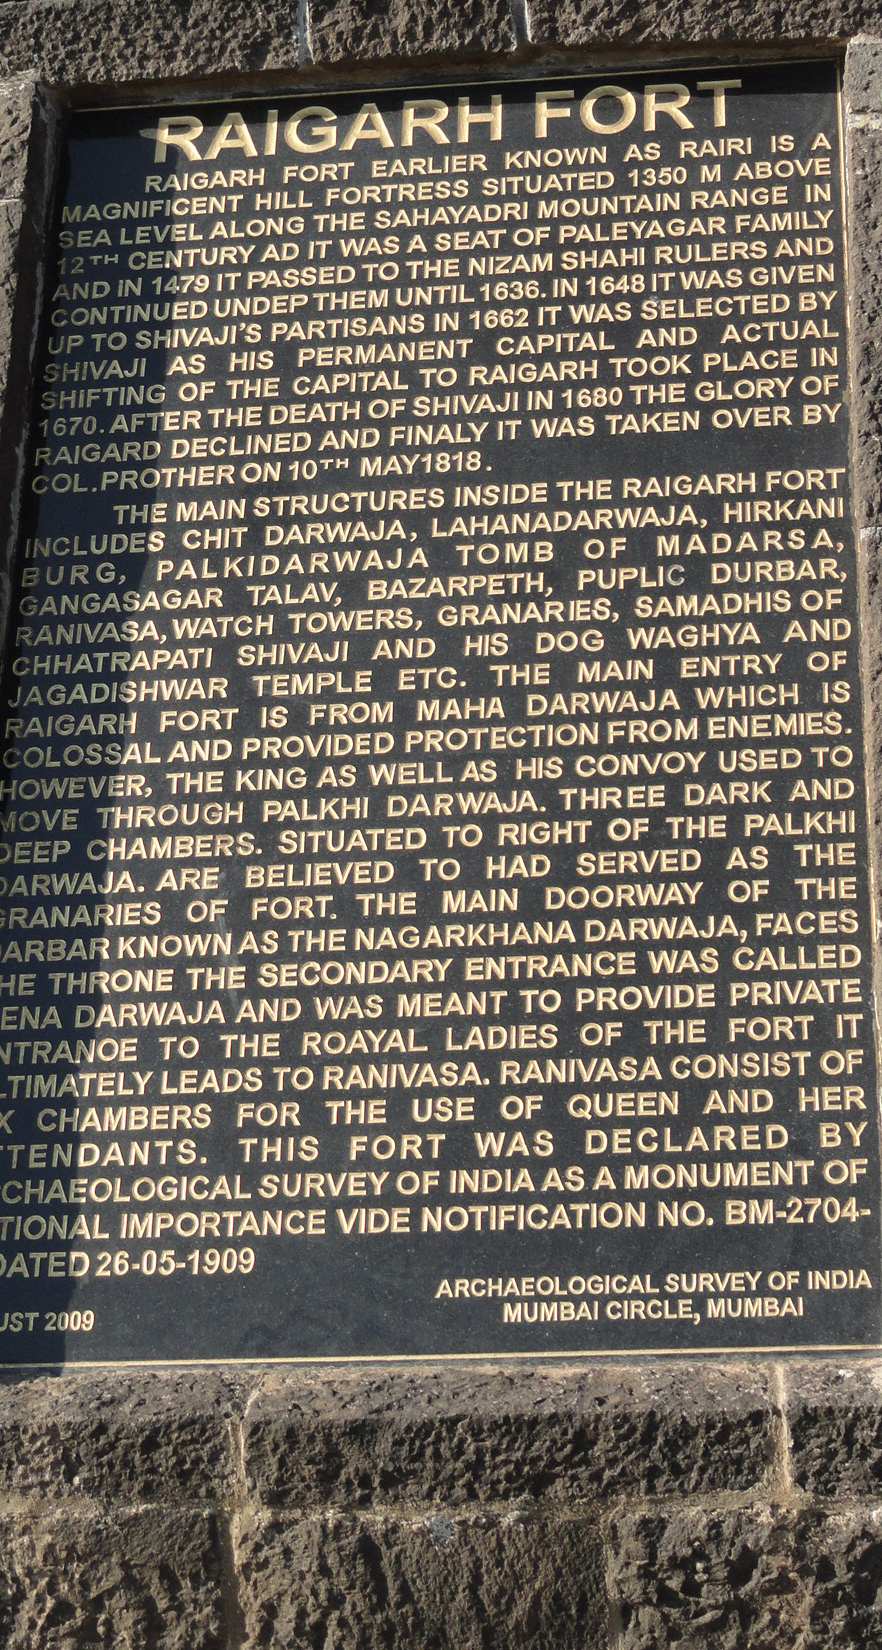 RAIGARH FORT
RAIGARH FORT EARLIER KNOWN AS RAIRI IS A
MAGNIFICENT HILL FORTRESS SITUATED 1350 M ABOVE
SEA LEVEL ALONG THE SAHAYADRI MOUNTAIN RANGE IN
12TH CENTURY AD IT WAS A SEAT OF PALEYAGAR FAMILY
AND IN 1479 IT PASSED TO THE NIZAM SHAHI RULERS AND
CONTINUED UNDEP THEM UNTIL 1636. IN 1648 IT WAS GIVEN
UP TO SHIVAJI'S PARTISANS IN 1662 IT WAS SELECTED BY
SHIVAJI AS HIS PERMANENT CAPITAL AND ACTUAL
SHIFTING OF THE CAPITAL TO RAIGARH TOOK PLACE IN
1670. AFTER THE DEATH OF SHIVAJI IN 1680 THE GLORY OF
RAIGARD DECLINED AND FINALY IT WAS TAKEN OVER BY
COL.PROTHER ON 10TH MAY1818.
THE MAIN STRUCTURES INSIDE THE RAIGARH FORT
INCLUDES CHIT DARWAJA, LAHANADARWAJA, HIRKANI
BURG, PALKIDARWAJA TOMB OF MADARSA,
GANGASAGAR TALAV, BAZARPETH, PUPLIC DURBAR,
RANIVASA, WATCH TOWERS, GRANARIES, SAMADHIS OF
CHHATRAPATI SHIVAJI AND HIS DOG WAGHYA AND
JAGADISHWAR TEMPLE ETC. THE MAIN ENTRY OF
RAIGARH FORT IS FROM MAHA DARWAJA WHICH IS
COLOSSAL AND PROVIDED PROTECTION FROM ENEMIES.
HOWEVER, THE KING AS WELL AS HIS CONVOY USED TO
MOVE THROUGH PALKHI DARWAJA. THREE DARK AND
DEEP CHAMBERS. SITUATED TO RIGHT OF THE PALKHI
DARWAJA. ARE BELIEVED TO HAD SERVED AS THE
GRANARIES OF FORT. THE MAIN DOORWAY OF THE
DARBAR KNOWN AS THE NAGARKHANA DARWAJA, FACES
HE THRONE THE SECONDARY ENTRANCE WAS CALLED
ENA DARWAJA AND WAS MEANT TO PROVIDE PRIVATE
NTRANOE TO THE ROAYAL LADIES OF THE FORT IT
LTIMATELY LEADS TO RANIVASA. RANIVASA CONSIST OF
X CHAMBERS FOR THE USE OF QUEEN AND HER
TTENDANTS. THIS FORT WAS DECLARED BY
CHAEOLOGICAL SURVEY OF INDIA AS A MONUMENT OF
TIONAL IMPORTANCE VIDE NOTIFICATION NO. BM-2704-
DATED 26-05-1909
ARCHAEOLOGICAL SURVEY OF INDIA
MUMBAI CIRCLE, MUMBAI
UST 2009